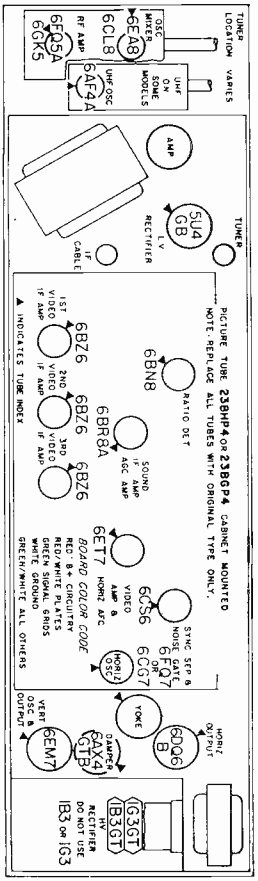 TUNER
LOCATION VARIES
OSC
MIXER
6EA8
6CL8
RF AMP
6FQ5A
6GK5
UHF
ON
SOME
MODELS
UHF OSC
6AF4A
AMP
TUNER
5U4
GB
LV
RECTIFIER
IF
CABLE
PICTURE TUBE 23BHP4 OR 23BGP4 CABINET MOUNTED
NOTE: REPLACE ALL TUBES WITH ORIGINAL TYPE ONLY.
RATIO DET
6BN8
SOUND
IF AMP
AGC AMP
6BR8A
6BZ6
1ST
VIDEO
IF AMP
6BZ6
2ND
VIDEO
IF AMP
6BZ6
3RD
VIDEO
IF AMP
▲ INDICATES TUBE INDEX
SYNC SEP &
NOISE GATE
6CS6
VIDEO
AMP &
HORIZ AFC
6ET7
6FQ7
OR
6CG7
HORIZ
OSC
BOARD COLOR CODE
RED: B+ CIRCUITRY
RED/WHITE PLATES
GREEN SIGNAL GRIDS
WHITE GROUND
GREEN/WHITE ALL OTHERS
HORIZ
OUTPUT
6DQ6
B
YOKE
DAMPER
6AX4
GTB
6EM7
VERT
OSC &
OUTPUT
1G3GT
1B3GT
HV
RECTIFIER
DO NOT USE
1B3 OR 1G3